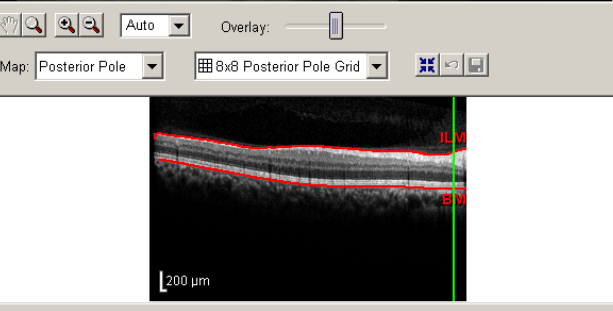 Auto Overlay:
Map: Posterior Pole 8x8 Posterior Pole Grid
ILM
BM
200 µm